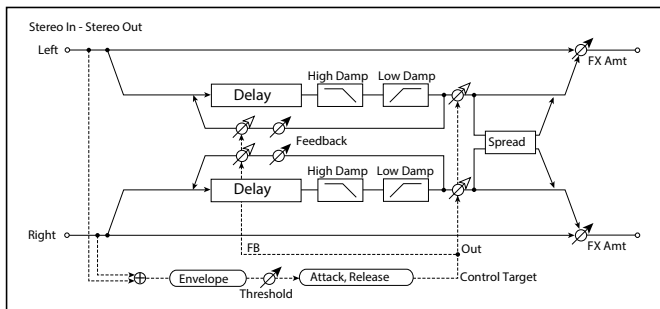 Stereo In - Stereo Out
Left
FX Amt
High Damp Low Damp
Delay
Feedback
Spread
High Damp Low Damp
Delay
Right
FB
Out
FX Amt
Envelope
Threshold
Attack, Release
Control Target